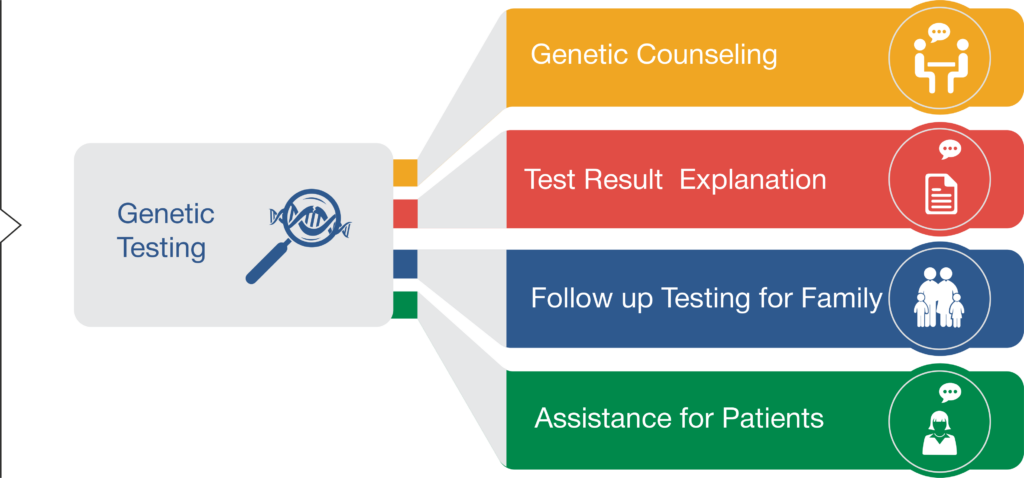 Genetic
Testing
Genetic Counseling
Test Result  Explanation
Follow up Testing for Family
Assistance for Patients